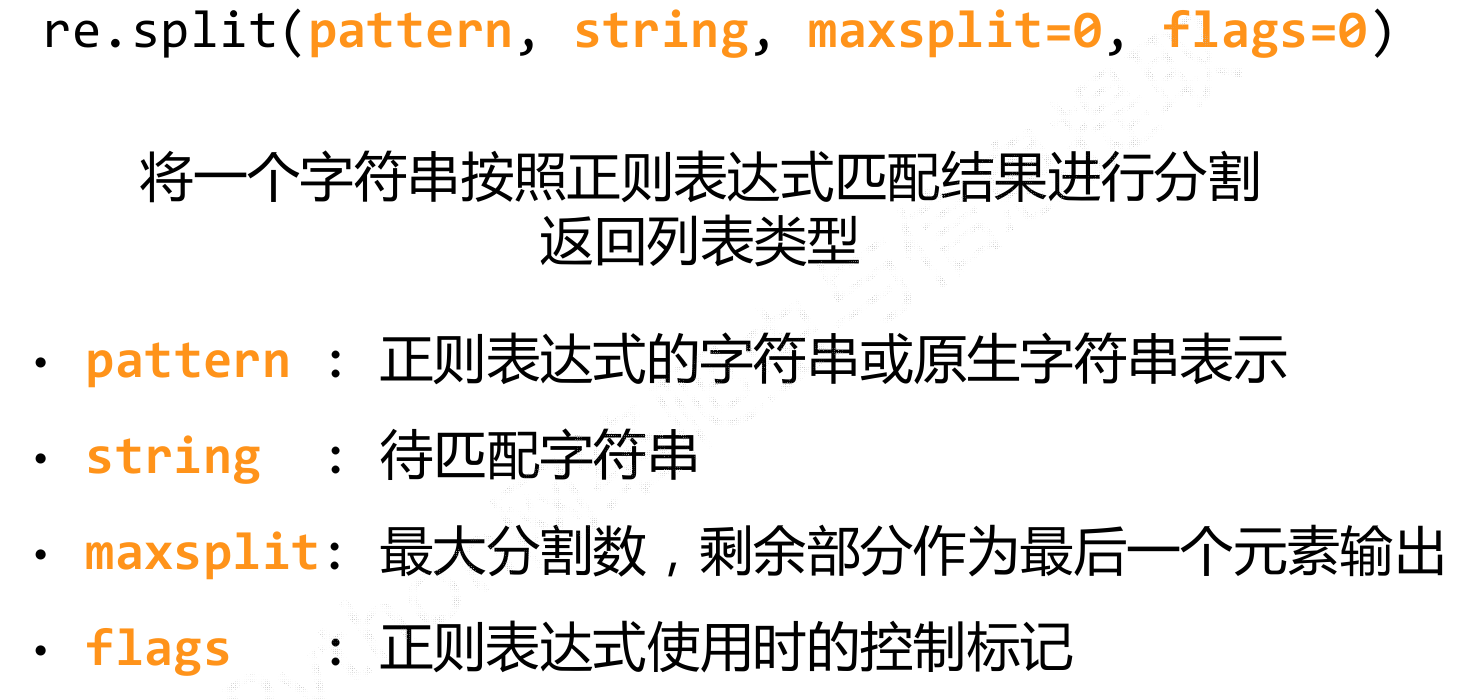 re.split(pattern, string, maxsplit=0, flags=0)
将一个字符串按照正则表达式匹配结果进行分割
返回列表类型
• pattern : 正则表达式的字符串或原生字符串表示
• string : 待匹配字符串
• maxsplit: 最大分割数，剩余部分作为最后一个元素输出
• flags : 正则表达式使用时的控制标记